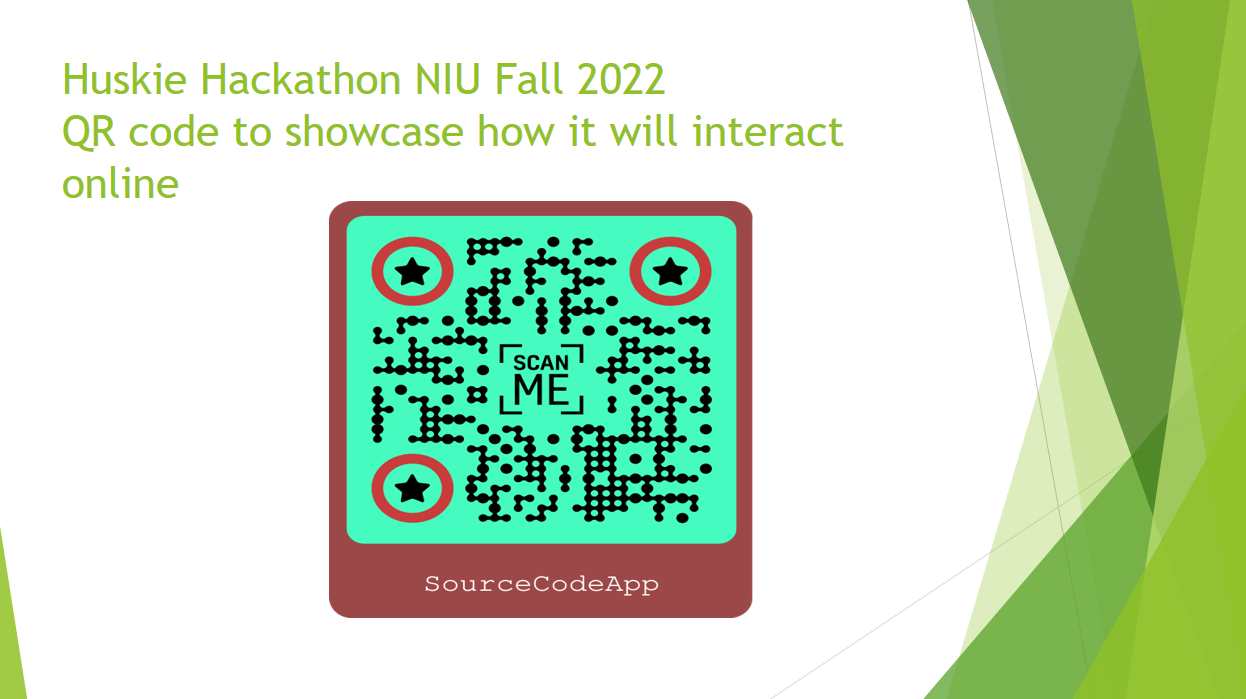 Huskie Hackathon NIU Fall 2022
QR code to showcase how it will interact
online
SCAN
ME
SourceCodeApp